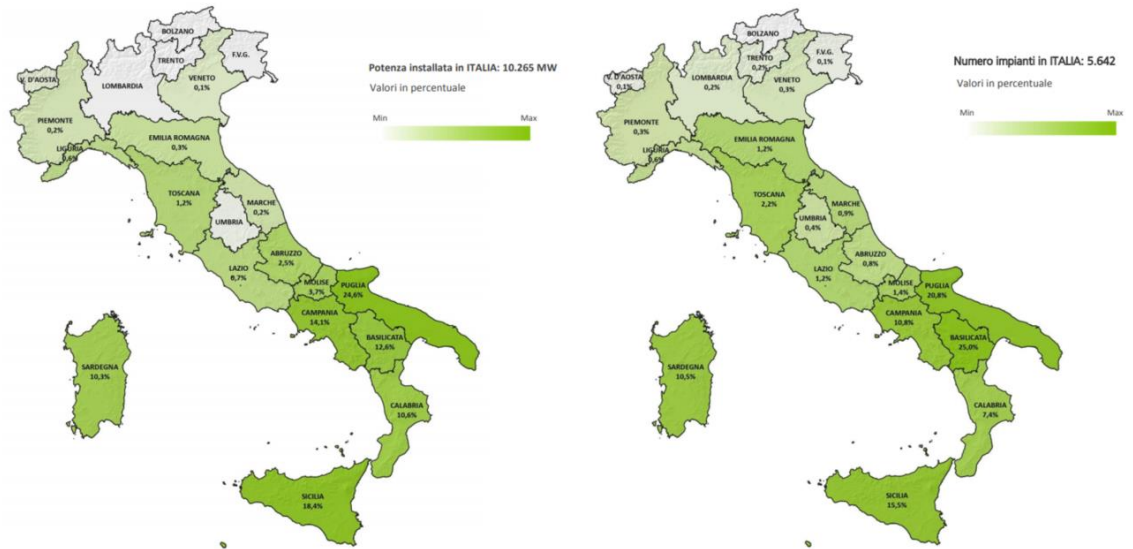 BOLZANO
TRENTO
F.V.G.
V. D'AOSTA
LOMBARDIA
VENETO
0,1%
PIEMONTE
0,2%
EMILIA ROMAGNA
0,3%
LIGURIA
0,6%
TOSCANA
1,2%
MARCHE
0,2%
UMBRIA
ABRUZZO
2,5%
LAZIO
0,7%
MOLISE
3,7%
PUGLIA
24,6%
CAMPANIA
14,1%
BASILICATA
12,6%
SARDEGNA
10,3%
CALABRIA
10,6%
SICILIA
18,4%
Potenza installata in ITALIA: 10.265 MW
Valori in percentuale
Min Max
BOLZANO
TRENTO
0,2%
F.V.G.
0,1%
V. D'AOSTA
0,1%
LOMBARDIA
0,2%
VENETO
0,3%
PIEMONTE
0,3%
EMILIA ROMAGNA
1,2%
LIGURIA
0,6%
TOSCANA
2,2%
MARCHE
0,9%
UMBRIA
0,4%
ABRUZZO
0,8%
LAZIO
1,2%
MOLISE
1,4%
PUGLIA
20,8%
CAMPANIA
10,8%
BASILICATA
25,0%
SARDEGNA
10,5%
CALABRIA
7,4%
SICILIA
15,5%
Numero impianti in ITALIA: 5.642
Valori in percentuale
Min Max